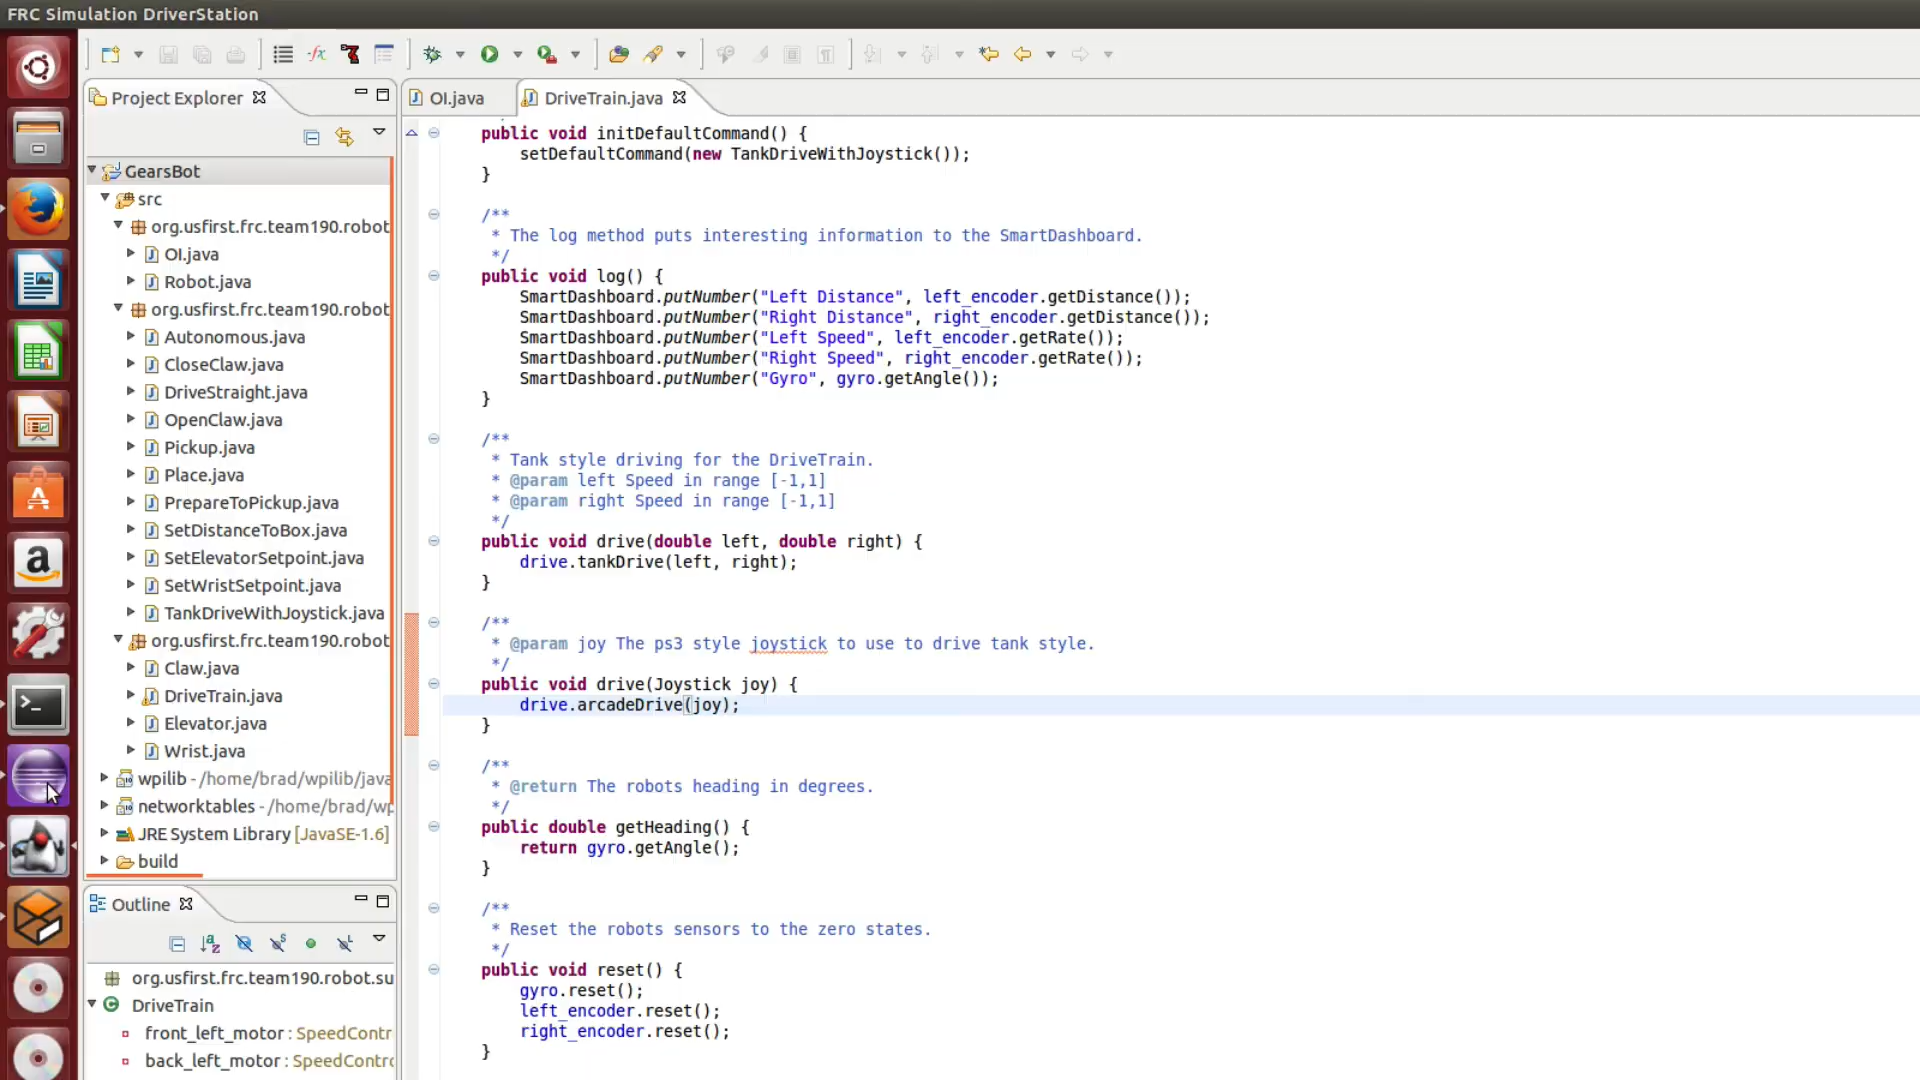 FRC Simulation DriverStation
Project Explorer
GearsBot
src
org.usfirst.frc.team190.robot
OI.java
Robot.java
org.usfirst.frc.team190.robot
Autonomous.java
CloseClaw.java
DriveStraight.java
OpenClaw.java
Pickup.java
Place.java
PrepareToPickup.java
SetDistanceToBox.java
SetElevatorSetpoint.java
SetWristSetpoint.java
TankDriveWithJoystick.java
org.usfirst.frc.team190.robot
Claw.java
DriveTrain.java
Elevator.java
Wrist.java
wpilib - /home/brad/wpilib/java
networktables - /home/brad/wp
JRE System Library [JavaSE-1.6]
build
Outline
org.usfirst.frc.team190.robot.su
DriveTrain
front_left_motor : SpeedContr
back_left_motor : SpeedContro
OI.java
DriveTrain.java
public void initDefaultCommand() {
setDefaultCommand(new TankDriveWithJoystick());
}
/**
* The log method puts interesting information to the SmartDashboard.
*/
public void log() {
SmartDashboard.putNumber("Left Distance", left_encoder.getDistance());
SmartDashboard.putNumber("Right Distance", right_encoder.getDistance());
SmartDashboard.putNumber("Left Speed", left_encoder.getRate());
SmartDashboard.putNumber("Right Speed", right_encoder.getRate());
SmartDashboard.putNumber("Gyro", gyro.getAngle());
}
/**
* Tank style driving for the DriveTrain.
* @param left Speed in range [-1,1]
* @param right Speed in range [-1,1]
*/
public void drive(double left, double right) {
drive.tankDrive(left, right);
}
/**
* @param joy The ps3 style joystick to use to drive tank style.
*/
public void drive(Joystick joy) {
drive.arcadeDrive(joy);
}
/**
* @return The robots heading in degrees.
*/
public double getHeading() {
return gyro.getAngle();
}
/**
* Reset the robots sensors to the zero states.
*/
public void reset() {
gyro.reset();
left_encoder.reset();
right_encoder.reset();
}